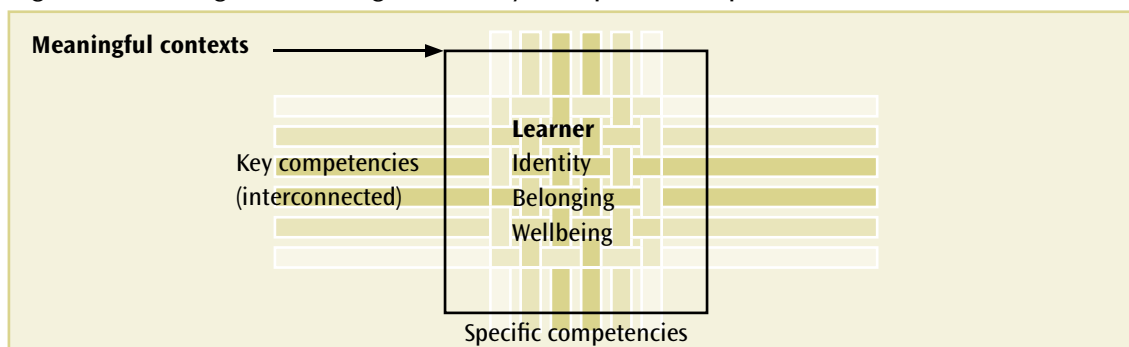 Meaningful contexts
Learner
Key competencies
Identity
(interconnected)
Belonging
Wellbeing
Specific competencies